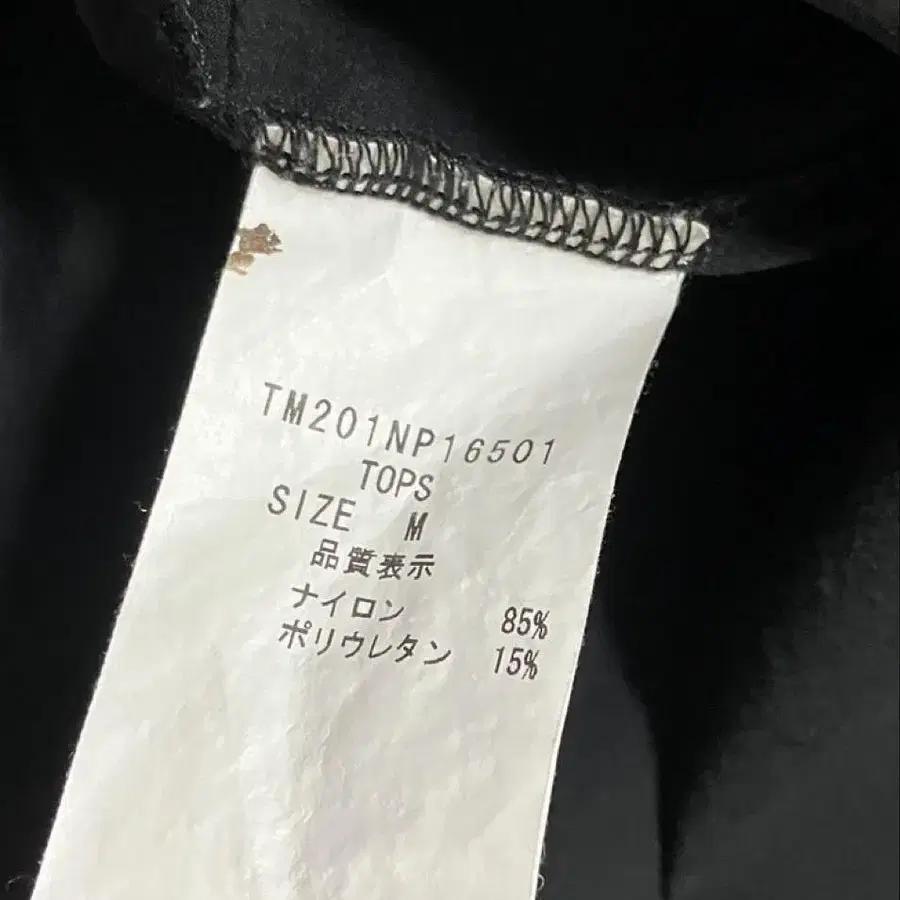 TM201NP16501
TOPS
SIZE M
品質表示
ナイロン 85%
ポリウレタン 15%